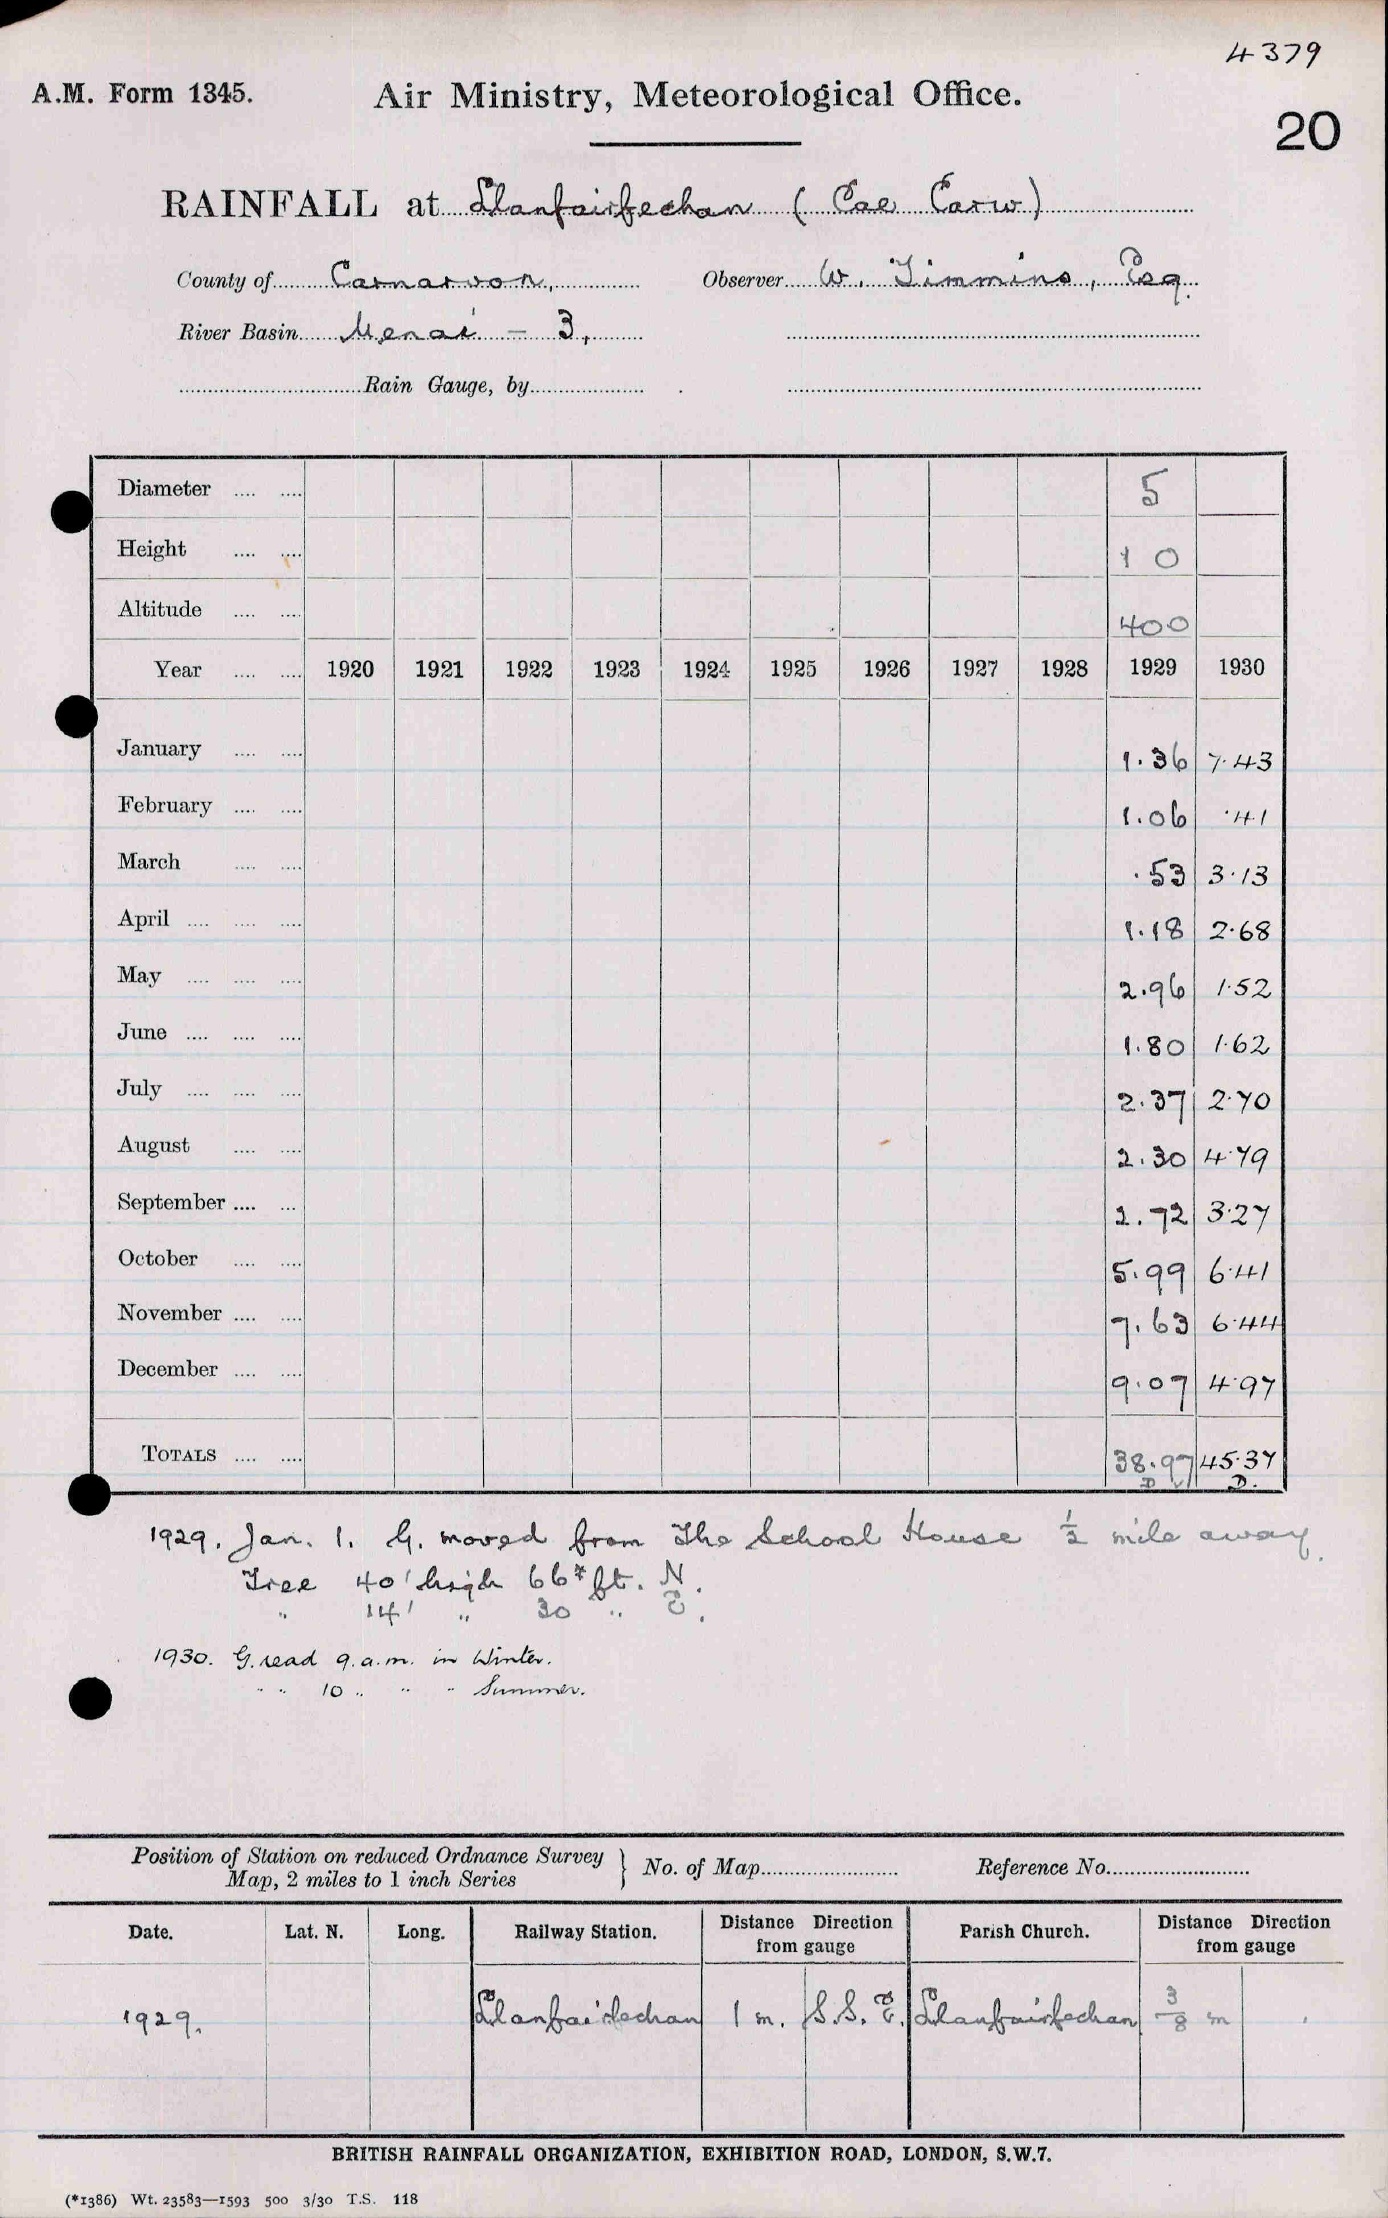 4379
A.M. Form 1345. Air Ministry, Meteorological Office.
20
RAINFALL at Llanfairfechan (Cae Carw)
County of Carnarvon, Observer W. Timmins, Esq.
River Basin Menai - 3,
Rain Gauge, by
Diameter 5
Height 1 0
Altitude 400
Year 1920 1921 1922 1923 1924 1925 1926 1927 1928 1929 1930
January 1.36 7.43
February 1.06 .41
March .53 3.13
April 1.18 2.68
May 2.96 1.52
June 1.80 1.62
July 2.37 2.70
August 2.30 4.79
September 2.72 3.27
October 5.99 6.41
November 7.63 6.44
December 9.07 4.97
TOTALS 38.97 45.37
D. D.
1929. Jan. 1. G. moved from The School House ½ mile away.
Tree 40' high 66* ft. N.
" 14' " 30 " E.
1930. G. read 9. a.m. in Winter.
" " 10 " " " Summer.
Position of Station on reduced Ordnance Survey
Map, 2 miles to 1 inch Series } No. of Map Reference No.
Date. Lat. N. Long. Railway Station. Distance Direction from gauge Parish Church. Distance Direction from gauge
1929. Llanfairfechan 1 m. S.S.E. Llanfairfechan 3/8 m
BRITISH RAINFALL ORGANIZATION, EXHIBITION ROAD, LONDON, S.W.7.
(*1386) Wt. 23583—1593 500 3/30 T.S. 118